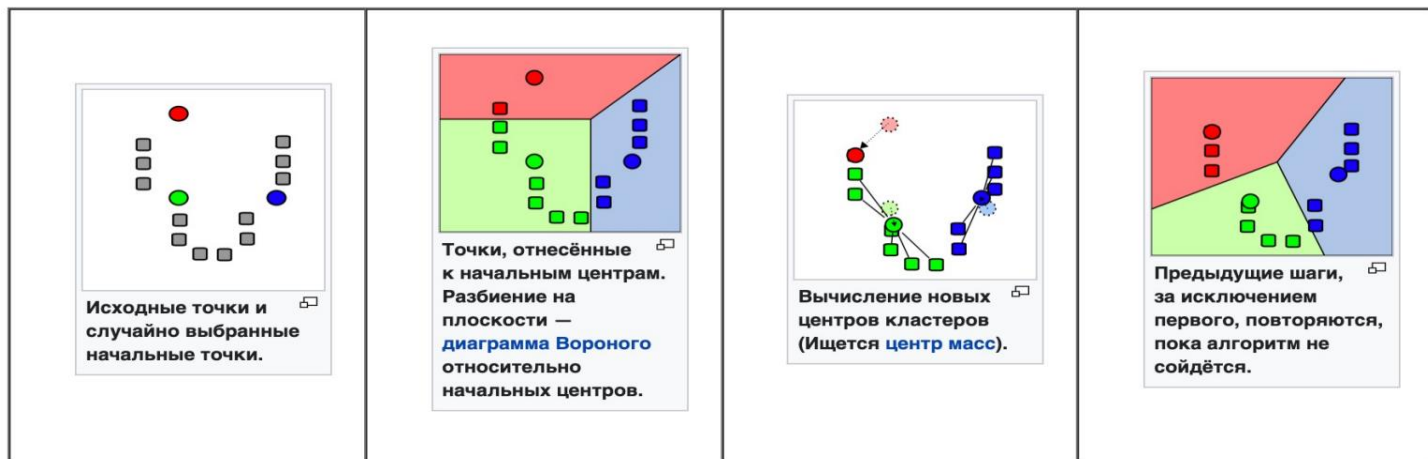 Исходные точки и
случайно выбранные
начальные точки.
Точки, отнесённые
к начальным центрам.
Разбиение на
плоскости —
диаграмма Вороного
относительно
начальных центров.
Вычисление новых
центров кластеров
(Ищется центр масс).
Предыдущие шаги,
за исключением
первого, повторяются,
пока алгоритм не
сойдётся.